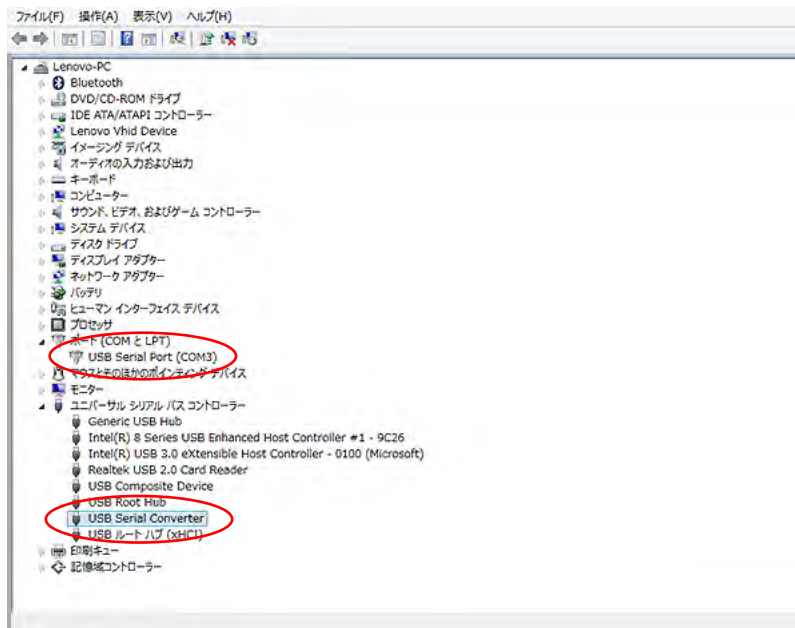 ファイル(F) 操作(A) 表示(V) ヘルプ(H)
Lenovo-PC
Bluetooth
DVD/CD-ROM ドライブ
IDE ATA/ATAPI コントローラー
Lenovo Vhid Device
イメージング デバイス
オーディオの入力および出力
キーボード
コンピューター
サウンド、ビデオ、およびゲーム コントローラー
システム デバイス
ディスク ドライブ
ディスプレイ アダプター
ネットワーク アダプター
バッテリ
ヒューマン インターフェイス デバイス
プロセッサ
ポート (COM と LPT)
USB Serial Port (COM3)
マウスとそのほかのポインティング デバイス
モニター
ユニバーサル シリアル バス コントローラー
Generic USB Hub
Intel(R) 8 Series USB Enhanced Host Controller #1 - 9C26
Intel(R) USB 3.0 eXtensible Host Controller - 0100 (Microsoft)
Realtek USB 2.0 Card Reader
USB Composite Device
USB Root Hub
USB Serial Converter
USB ルート ハブ (xHCI)
印刷キュー
記憶域コントローラー